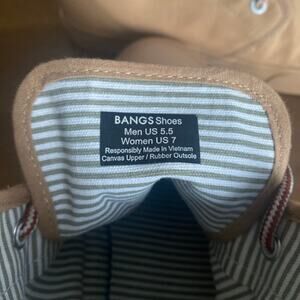 BANGS Shoes
Men US 5.5
Women US 7
Responsibly Made in Vietnam
Canvas Upper / Rubber Outsole